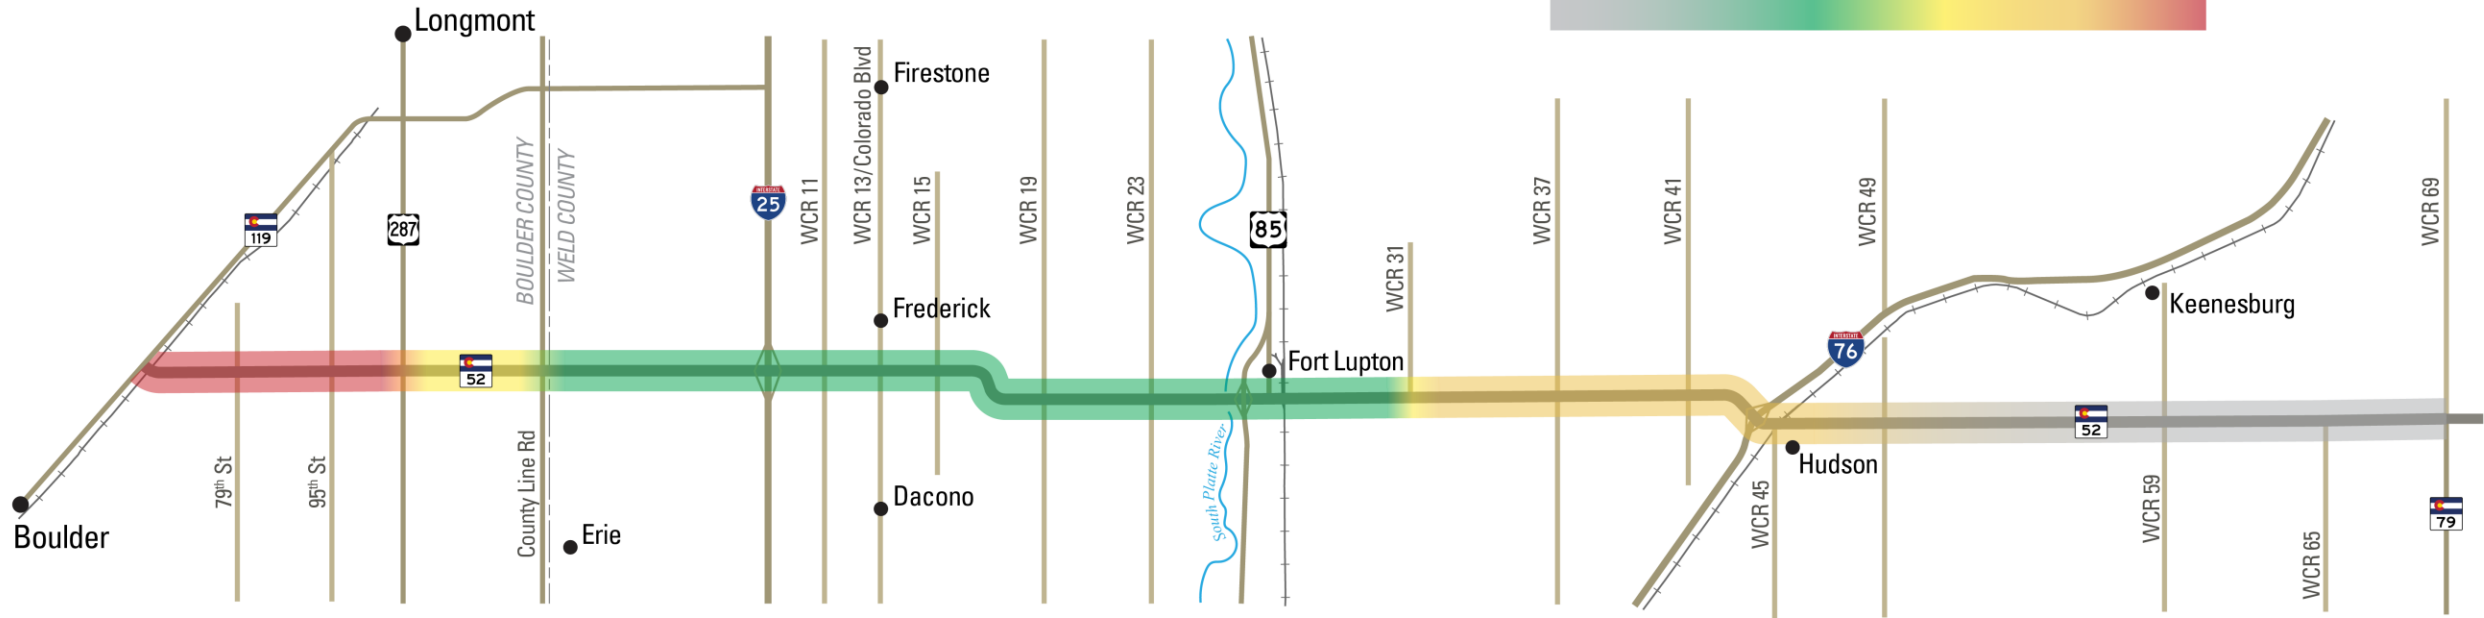 Longmont
Firestone
WCR 13/Colorado Blvd
BOULDER COUNTY
WELD COUNTY
119
287
INTERSTATE
25
WCR 11
WCR 15
WCR 19
WCR 23
85
WCR 31
WCR 37
WCR 41
WCR 49
WCR 69
Frederick
Keenesburg
INTERSTATE
76
52
Fort Lupton
52
Hudson
79th St
95th St
County Line Rd
South Platte River
Dacono
WCR 45
WCR 59
79
Boulder
Erie
WCR 65